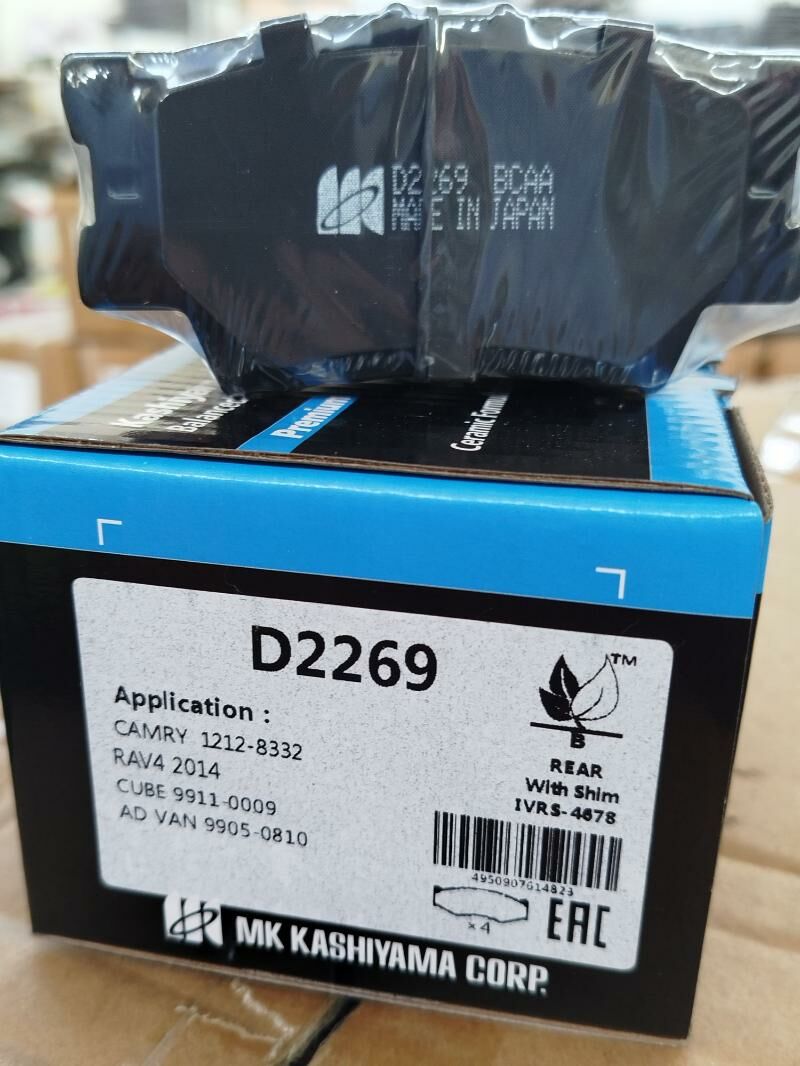 D2269 BCAA
MADE IN JAPAN
Premium
D2269
Application :
CAMRY 1212-8332
RAV4 2014
CUBE 9911-0009
AD VAN 9905-0810
TM
B
REAR
With Shim
IVRS-4678
4950907614823
×4
EAC
MK KASHIYAMA CORP.